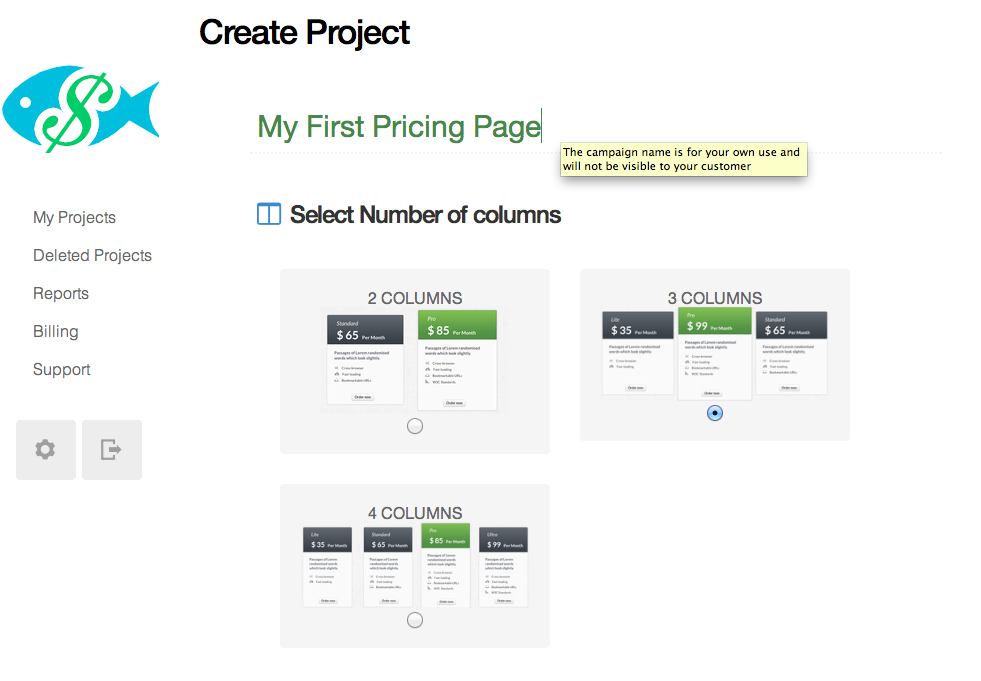 Create Project
$
My First Pricing Page
The campaign name is for your own use and
will not be visible to your customer
My Projects
Deleted Projects
Reports
Billing
Support
Select Number of columns
2 COLUMNS
Standard
$ 65 Per Month
Passages of Lorem randomised
words which look slightly.
Cross-browser
Fast-loading
Bookmarkable URLs
Order now
Pro
$ 85 Per Month
Passages of Lorem randomised
words which look slightly.
Cross-browser
Fast-loading
Bookmarkable URLs
W3C Standards
Order now
3 COLUMNS
Lite
$ 35 Per Month
Passages of Lorem randomised
words which look slightly.
Cross-browser
Fast-loading
Order now
Pro
$ 99 Per Month
Passages of Lorem randomised
words which look slightly.
Cross-browser
Fast-loading
Bookmarkable URLs
W3C Standards
Order now
Standard
$ 65 Per Month
Passages of Lorem randomised
words which look slightly.
Cross-browser
Fast-loading
Bookmarkable URLs
Order now
4 COLUMNS
Lite
$ 35 Per Month
Passages of Lorem
randomised words
which look slightly.
Cross-browser
Fast-loading
Order now
Standard
$ 65 Per Month
Passages of Lorem
randomised words
which look slightly.
Cross-browser
Fast-loading
Bookmarkable URLs
Order now
Pro
$ 85 Per Month
Passages of Lorem
randomised words
which look slightly.
Cross-browser
Fast-loading
Bookmarkable URLs
W3C Standards
Order now
Ultra
$ 99 Per Month
Passages of Lorem
randomised words
which look slightly.
Cross-browser
Fast-loading
Bookmarkable URLs
W3C Standards
Order now